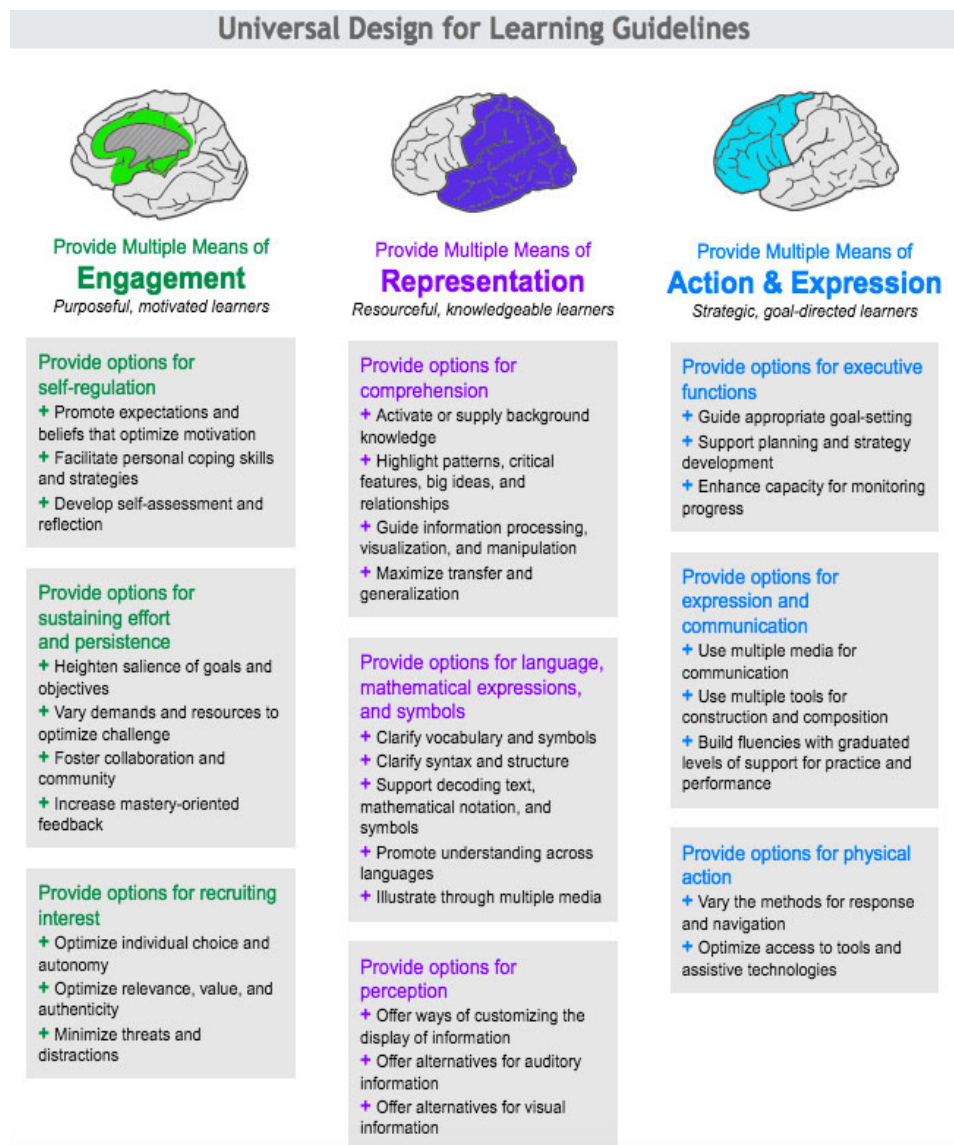 Universal Design for Learning Guidelines
Provide Multiple Means of
Engagement
Purposeful, motivated learners
Provide options for
self-regulation
+ Promote expectations and
beliefs that optimize motivation
+ Facilitate personal coping skills
and strategies
+ Develop self-assessment and
reflection
Provide options for
sustaining effort
and persistence
+ Heighten salience of goals and
objectives
+ Vary demands and resources to
optimize challenge
+ Foster collaboration and
community
+ Increase mastery-oriented
feedback
Provide options for recruiting
interest
+ Optimize individual choice and
autonomy
+ Optimize relevance, value, and
authenticity
+ Minimize threats and
distractions
Provide Multiple Means of
Representation
Resourceful, knowledgeable learners
Provide options for
comprehension
+ Activate or supply background
knowledge
+ Highlight patterns, critical
features, big ideas, and
relationships
+ Guide information processing,
visualization, and manipulation
+ Maximize transfer and
generalization
Provide options for language,
mathematical expressions,
and symbols
+ Clarify vocabulary and symbols
+ Clarify syntax and structure
+ Support decoding text,
mathematical notation, and
symbols
+ Promote understanding across
languages
+ Illustrate through multiple media
Provide options for
perception
+ Offer ways of customizing the
display of information
+ Offer alternatives for auditory
information
+ Offer alternatives for visual
information
Provide Multiple Means of
Action & Expression
Strategic, goal-directed learners
Provide options for executive
functions
+ Guide appropriate goal-setting
+ Support planning and strategy
development
+ Enhance capacity for monitoring
progress
Provide options for
expression and
communication
+ Use multiple media for
communication
+ Use multiple tools for
construction and composition
+ Build fluencies with graduated
levels of support for practice and
performance
Provide options for physical
action
+ Vary the methods for response
and navigation
+ Optimize access to tools and
assistive technologies